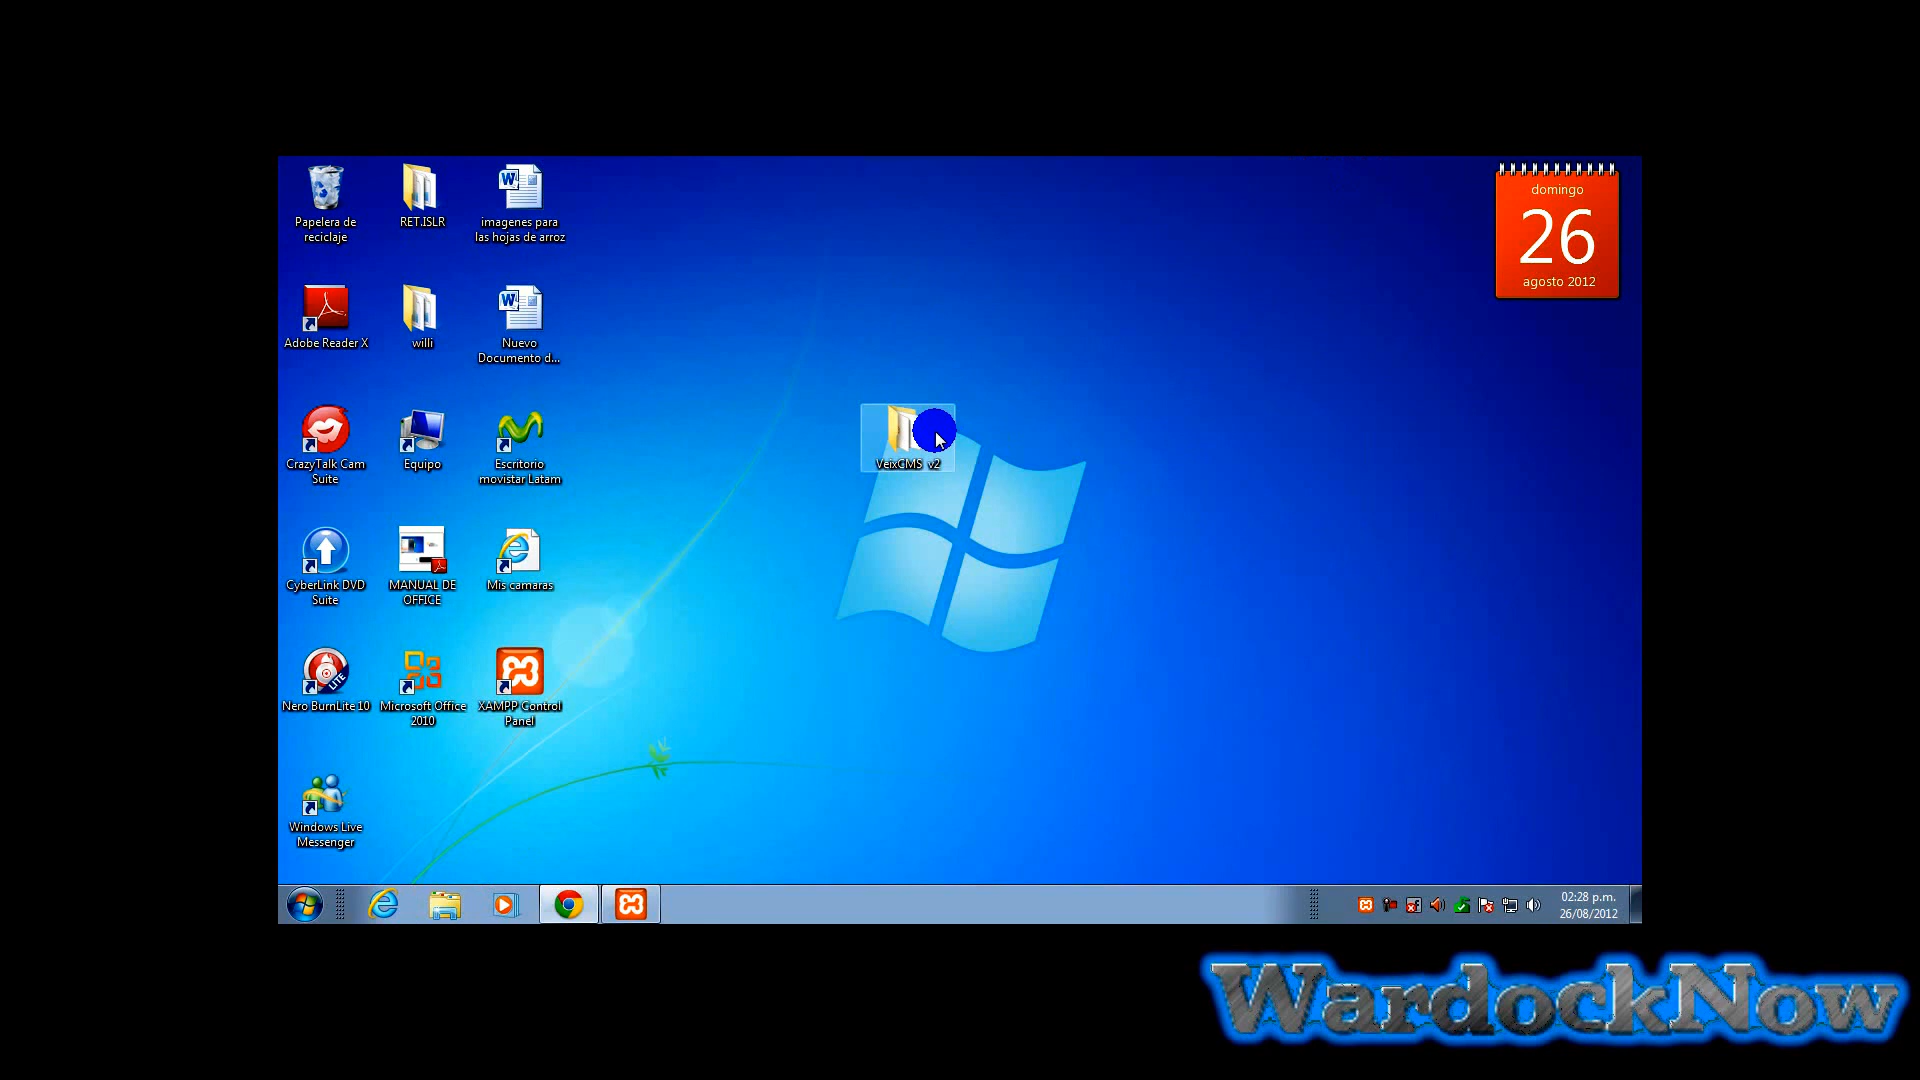 Papelera de
reciclaje
RET.ISLR
imagenes para
las hojas de arroz
domingo
26
agosto 2012
Adobe Reader X
willi
Nuevo
Documento d...
CrazyTalk Cam
Suite
Equipo
Escritorio
movistar Latam
VeixCMS v2
CyberLink DVD
Suite
MANUAL DE
OFFICE
Mis camaras
Nero BurnLite 10
LITE
Microsoft Office
2010
XAMPP Control
Panel
Windows Live
Messenger
02:28 p.m.
26/08/2012
WardockNow